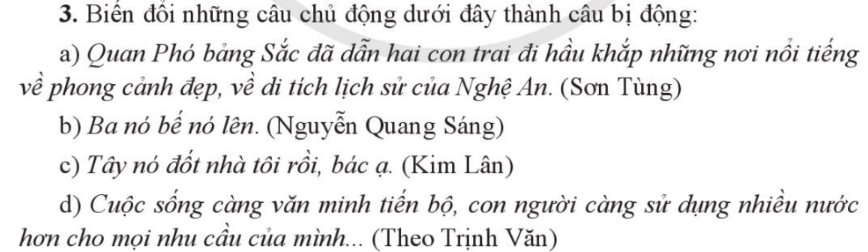 3. Biến đổi những câu chủ động dưới đây thành câu bị động:
a) Quan Phó bảng Sắc đã dẫn hai con trai đi hầu khắp những nơi nổi tiếng
về phong cảnh đẹp, về di tích lịch sử của Nghệ An. (Sơn Tùng)
b) Ba nó bế nó lên. (Nguyễn Quang Sáng)
c) Tây nó đốt nhà tôi rồi, bác ạ. (Kim Lân)
d) Cuộc sống càng văn minh tiến bộ, con người càng sử dụng nhiều nước
hơn cho mọi nhu cầu của mình... (Theo Trịnh Văn)